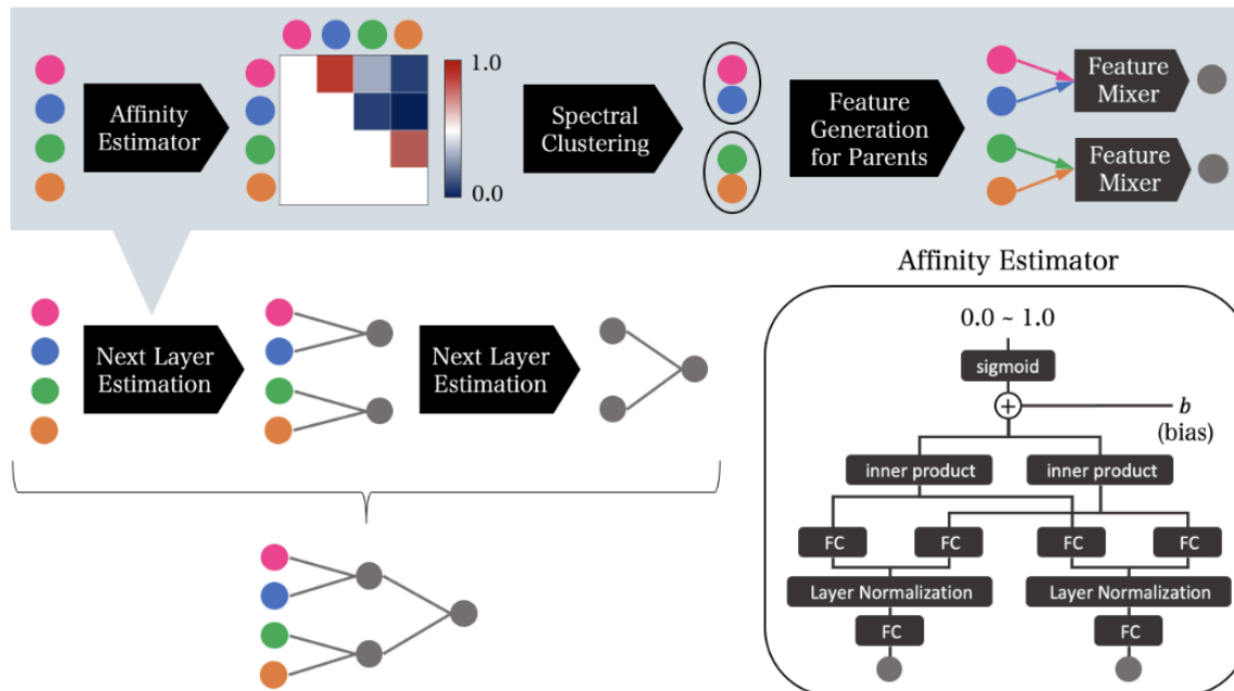 Affinity
Estimator
1.0
0.0
Spectral
Clustering
Feature
Generation
for Parents
Feature
Mixer
Feature
Mixer
Next Layer
Estimation
Next Layer
Estimation
Affinity Estimator
0.0 ~ 1.0
sigmoid
+
b
(bias)
inner product inner product
FC FC FC FC
Layer Normalization Layer Normalization
FC FC